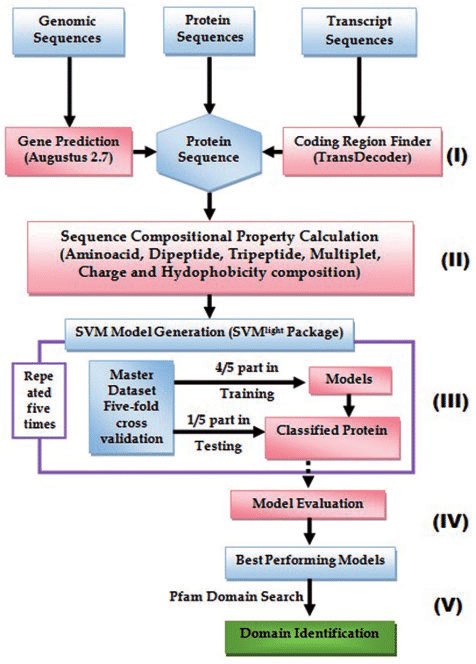 Genomic
Sequences
Protein
Sequences
Transcript
Sequences
Gene Prediction
(Augustus 2.7)
Protein
Sequence
Coding Region Finder
(TransDecoder)
(I)
Sequence Compositional Property Calculation
(Aminoacid, Dipeptide, Tripeptide, Multiplet,
Charge and Hydophobicity composition)
(II)
SVM Model Generation (SVMlight Package)
Repe
ated
five
times
Master
Dataset
Five-fold
cross
validation
4/5 part in
Training
Models
1/5 part in
Testing
Classified Protein
(III)
Model Evaluation
(IV)
Best Performing Models
Pfam Domain Search
(V)
Domain Identification